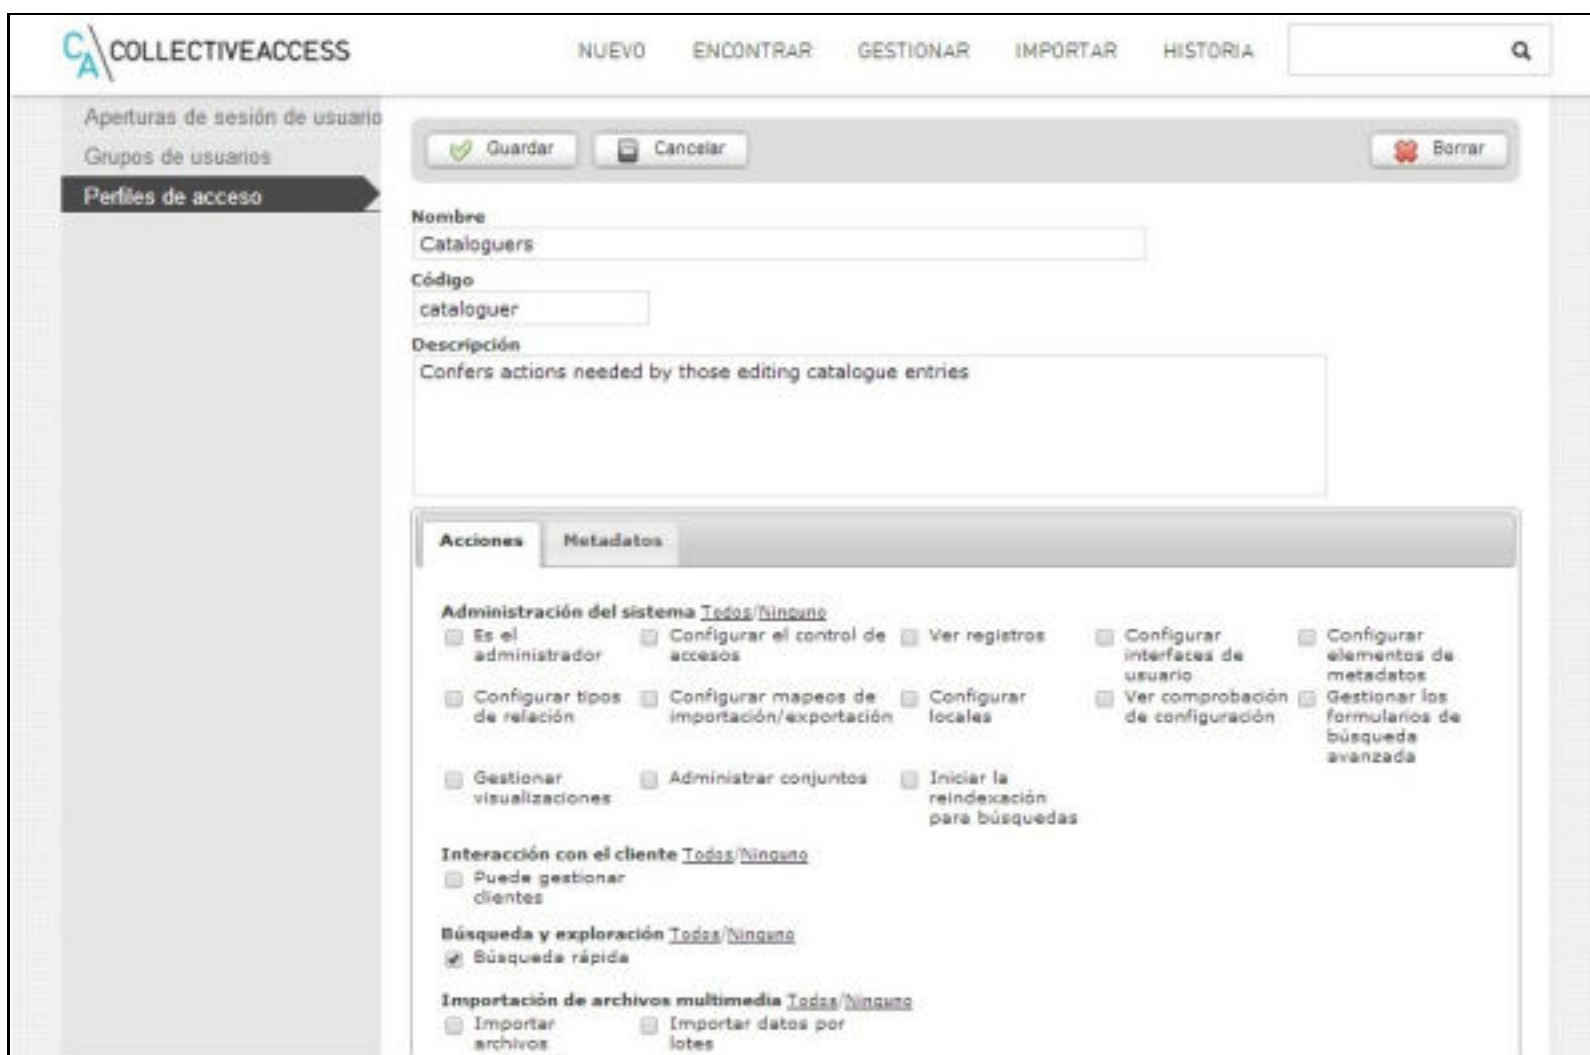 CA COLLECTIVEACCESS
NUEVO ENCONTRAR GESTIONAR IMPORTAR HISTORIA
Aperturas de sesión de usuario
Grupos de usuarios
Perfiles de acceso
Guardar Cancelar Borrar
Nombre
Cataloguers
Código
cataloguer
Descripción
Confers actions needed by those editing catalogue entries
Acciones Metadatos
Administración del sistema Todos/Ninguno
Es el administrador
Configurar el control de accesos
Ver registros
Configurar interfaces de usuario
Configurar elementos de metadatos
Configurar tipos de relación
Configurar mapeos de importación/exportación
Configurar locales
Ver comprobación de configuración
Gestionar los formularios de búsqueda avanzada
Gestionar visualizaciones
Administrar conjuntos
Iniciar la reindexación para búsquedas
Interacción con el cliente Todos/Ninguno
Puede gestionar clientes
Búsqueda y exploración Todos/Ninguno
Búsqueda rápida
Importación de archivos multimedia Todos/Ninguno
Importar archivos
Importar datos por lotes